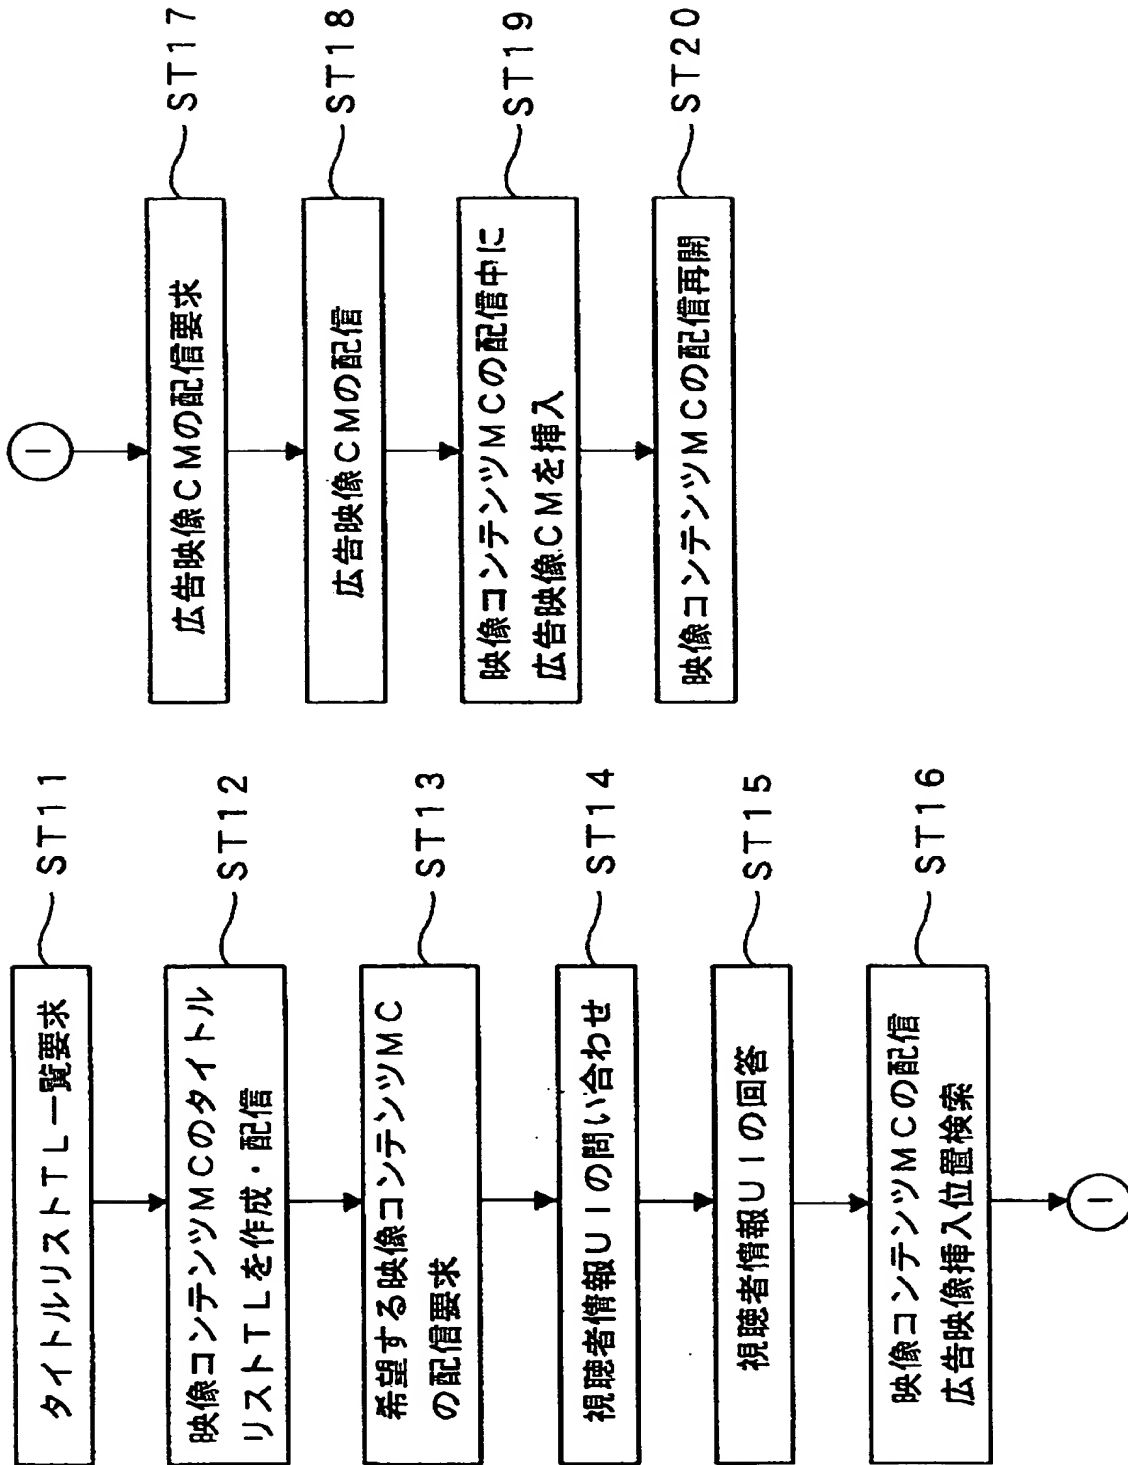 タイトルリストTL一覧要求
ST11
映像コンテンツMCのタイトル
リストTLを作成・配信
ST12
希望する映像コンテンツMC
の配信要求
ST13
視聴者情報UIの問い合わせ
ST14
視聴者情報UIの回答
ST15
映像コンテンツMCの配信
広告映像挿入位置検索
ST16
1
1
広告映像CMの配信要求
ST17
広告映像CMの配信
ST18
映像コンテンツMCの配信中に
広告映像CMを挿入
ST19
映像コンテンツMCの配信再開
ST20